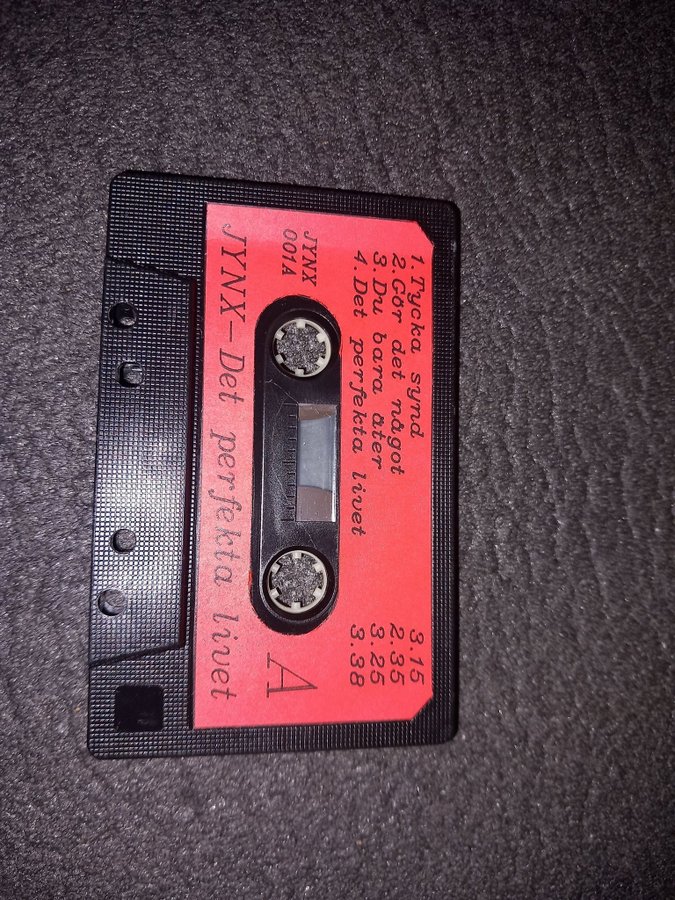 1. Tycka synd 3.15
2. Gör det något 2.35
3. Du bara äter 3.25
4. Det perfekta livet 3.38
JYNX
001A
A
JYNX - Det perfekta livet